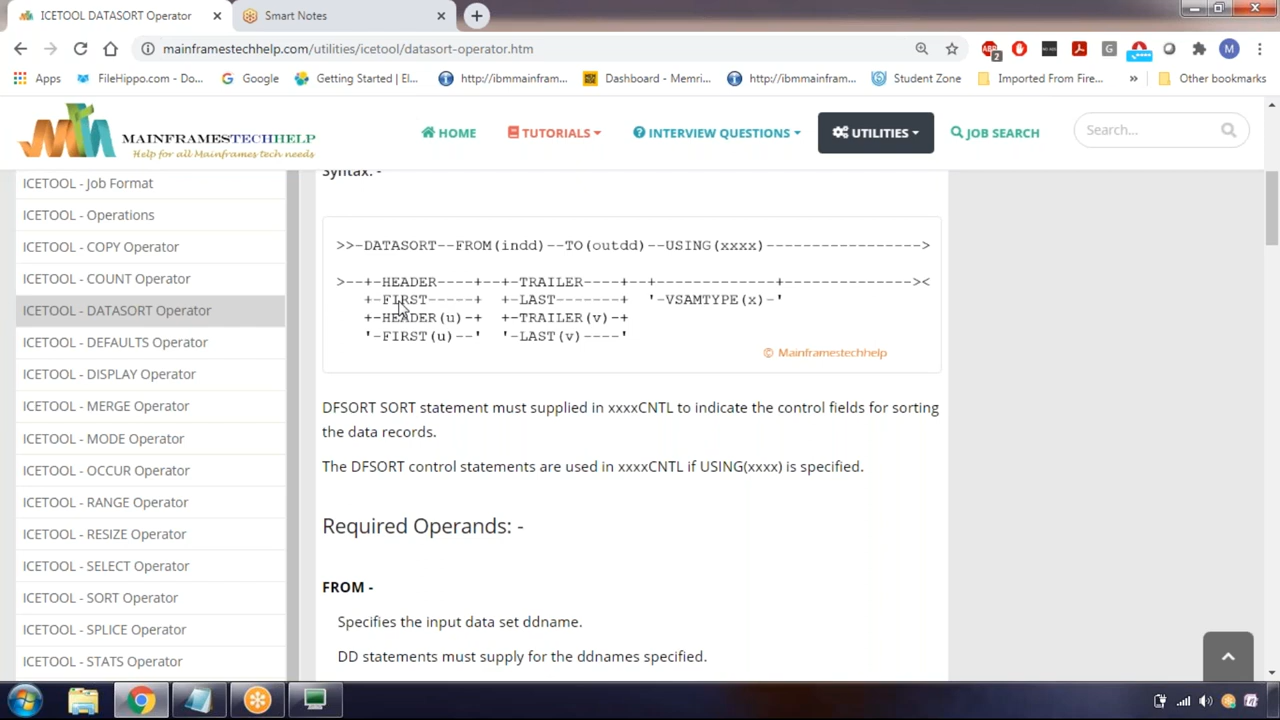 ICETOOL DATASORT Operator
Smart Notes
mainframestechhelp.com/utilities/icetool/datasort-operator.htm
Apps
FileHippo.com - Do...
Google
Getting Started | El...
http://ibmmainfram...
Dashboard - Memri...
http://ibmmainfram...
Student Zone
Imported From Fire...
»
Other bookmarks
MAINFRAMESTECHHELP
Help for all Mainframes tech needs
HOME
TUTORIALS
INTERVIEW QUESTIONS
UTILITIES
JOB SEARCH
Search...
ICETOOL - Job Format
ICETOOL - Operations
ICETOOL - COPY Operator
ICETOOL - COUNT Operator
ICETOOL - DATASORT Operator
ICETOOL - DEFAULTS Operator
ICETOOL - DISPLAY Operator
ICETOOL - MERGE Operator
ICETOOL - MODE Operator
ICETOOL - OCCUR Operator
ICETOOL - RANGE Operator
ICETOOL - RESIZE Operator
ICETOOL - SELECT Operator
ICETOOL - SORT Operator
ICETOOL - SPLICE Operator
ICETOOL - STATS Operator
Syntax: -
>>-DATASORT--FROM(indd)--TO(outdd)--USING(xxxx)----------------->
>--+-HEADER----+--+-TRAILER----+--+-------------+-------------><
+-FIRST-----+ +-LAST-------+ '-VSAMTYPE(x)-'
+-HEADER(u)-+ +-TRAILER(v)-+
'-FIRST(u)--' '-LAST(v)----'
© Mainframestechhelp
DFSORT SORT statement must supplied in xxxxCNTL to indicate the control fields for sorting
the data records.
The DFSORT control statements are used in xxxxCNTL if USING(xxxx) is specified.
Required Operands: -
FROM -
Specifies the input data set ddname.
DD statements must supply for the ddnames specified.